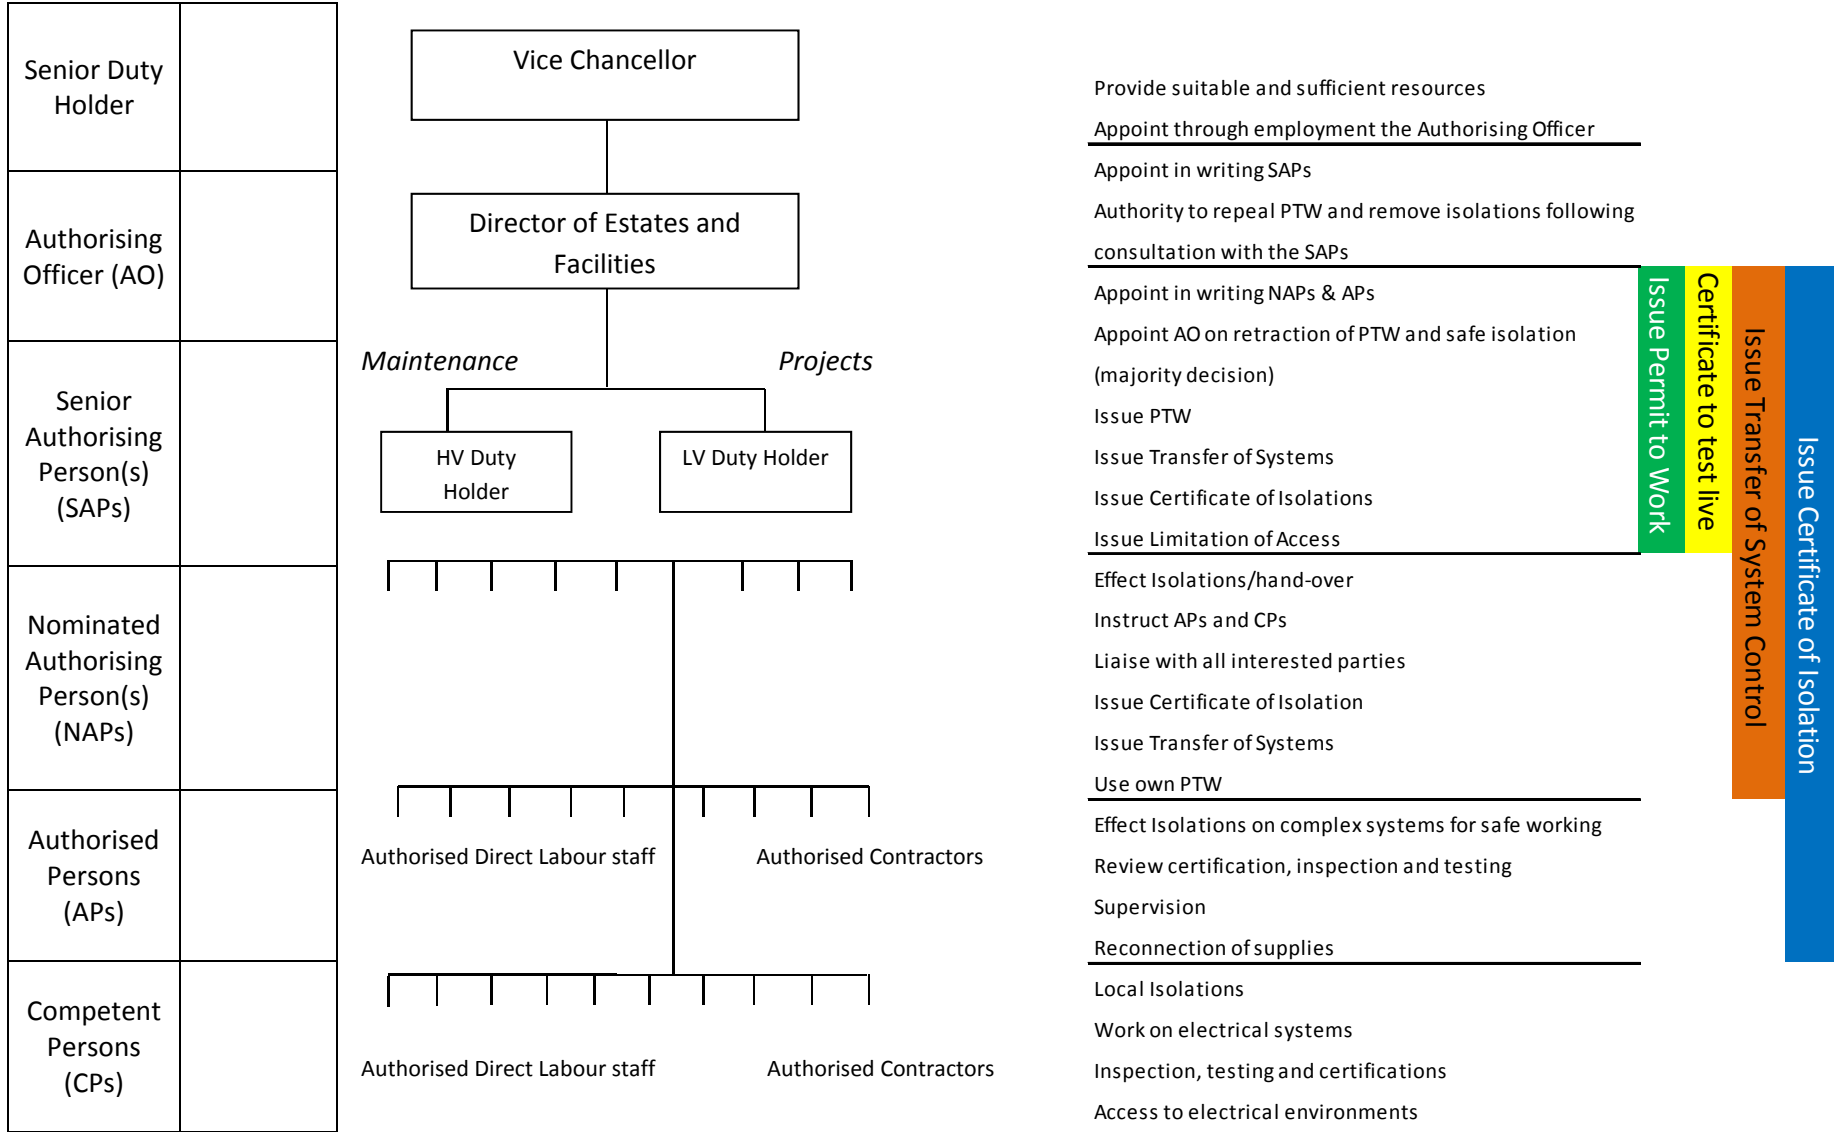 Senior Duty
Holder
Vice Chancellor
Provide suitable and sufficient resources
Appoint through employment the Authorising Officer
Authorising
Officer (AO)
Director of Estates and
Facilities
Appoint in writing SAPs
Authority to repeal PTW and remove isolations following
consultation with the SAPs
Senior
Authorising
Person(s)
(SAPs)
Maintenance
Projects
HV Duty
Holder
LV Duty Holder
Appoint in writing NAPs & APs
Appoint AO on retraction of PTW and safe isolation
(majority decision)
Issue PTW
Issue Transfer of Systems
Issue Certificate of Isolations
Issue Limitation of Access
Nominated
Authorising
Person(s)
(NAPs)
Effect Isolations/hand-over
Instruct APs and CPs
Liaise with all interested parties
Issue Certificate of Isolation
Issue Transfer of Systems
Use own PTW
Authorised
Persons
(APs)
Authorised Direct Labour staff
Authorised Contractors
Effect Isolations on complex systems for safe working
Review certification, inspection and testing
Supervision
Reconnection of supplies
Competent
Persons
(CPs)
Authorised Direct Labour staff
Authorised Contractors
Local Isolations
Work on electrical systems
Inspection, testing and certifications
Access to electrical environments
Issue Permit to Work
Certificate to test live
Issue Transfer of System Control
Issue Certificate of Isolation